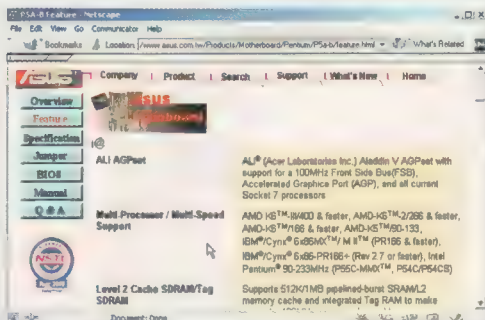 P5A-B Feature - Netscape
File Edit View Go Communicator Help
Bookmarks Location: /www.asus.com.tw/Products/Motherboard/Pentium/P5a-b/feature.html What's Related
Company | Product | Search | Support | What's New | Home
Overview
Feature
Specification
Jumper
BIOS
Manual
Q & A
asus
i@
ALi AGPset
ALi® (Acer Laboratories Inc.) Aladdin V AGPset with
support for a 100MHz Front Side Bus(FSB),
Accelerated Graphics Port (AGP), and all current
Socket 7 processors
Multi-Processor / Multi-Speed
Support
AMD K6™-III/400 & faster, AMD-K6™-2/266 & faster,
AMD-K6™/166 & faster, AMD-K5/90-133,
IBM®/Cyrix® 6x86MX™/ M II™ (PR166 & faster),
IBM®/Cyrix® 6x86-PR166+ (Rev 2.7 or faster), Intel
Pentium® 90-233MHz (P55C-MMX™, P54C/P54CS)
NSTL
Level 2 Cache SDRAM/Tag
SDRAM
Supports 512K/1MB pipelined-burst SRAM/L2
memory cache and integrated Tag RAM to make
Document: Done